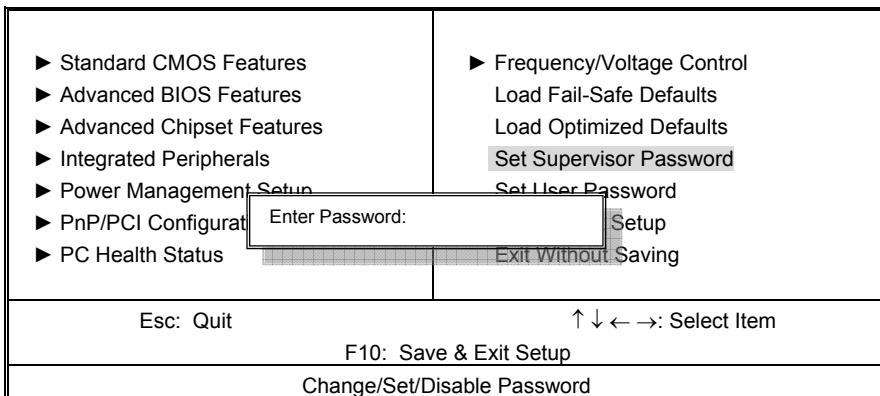 ► Standard CMOS Features
► Advanced BIOS Features
► Advanced Chipset Features
► Integrated Peripherals
► Power Management Setup
► PnP/PCI Configurat
► PC Health Status
► Frequency/Voltage Control
Load Fail-Safe Defaults
Load Optimized Defaults
Set Supervisor Password
Set User Password
Setup
Exit Without Saving
Enter Password:
Esc: Quit
↑↓←→: Select Item
F10: Save & Exit Setup
Change/Set/Disable Password